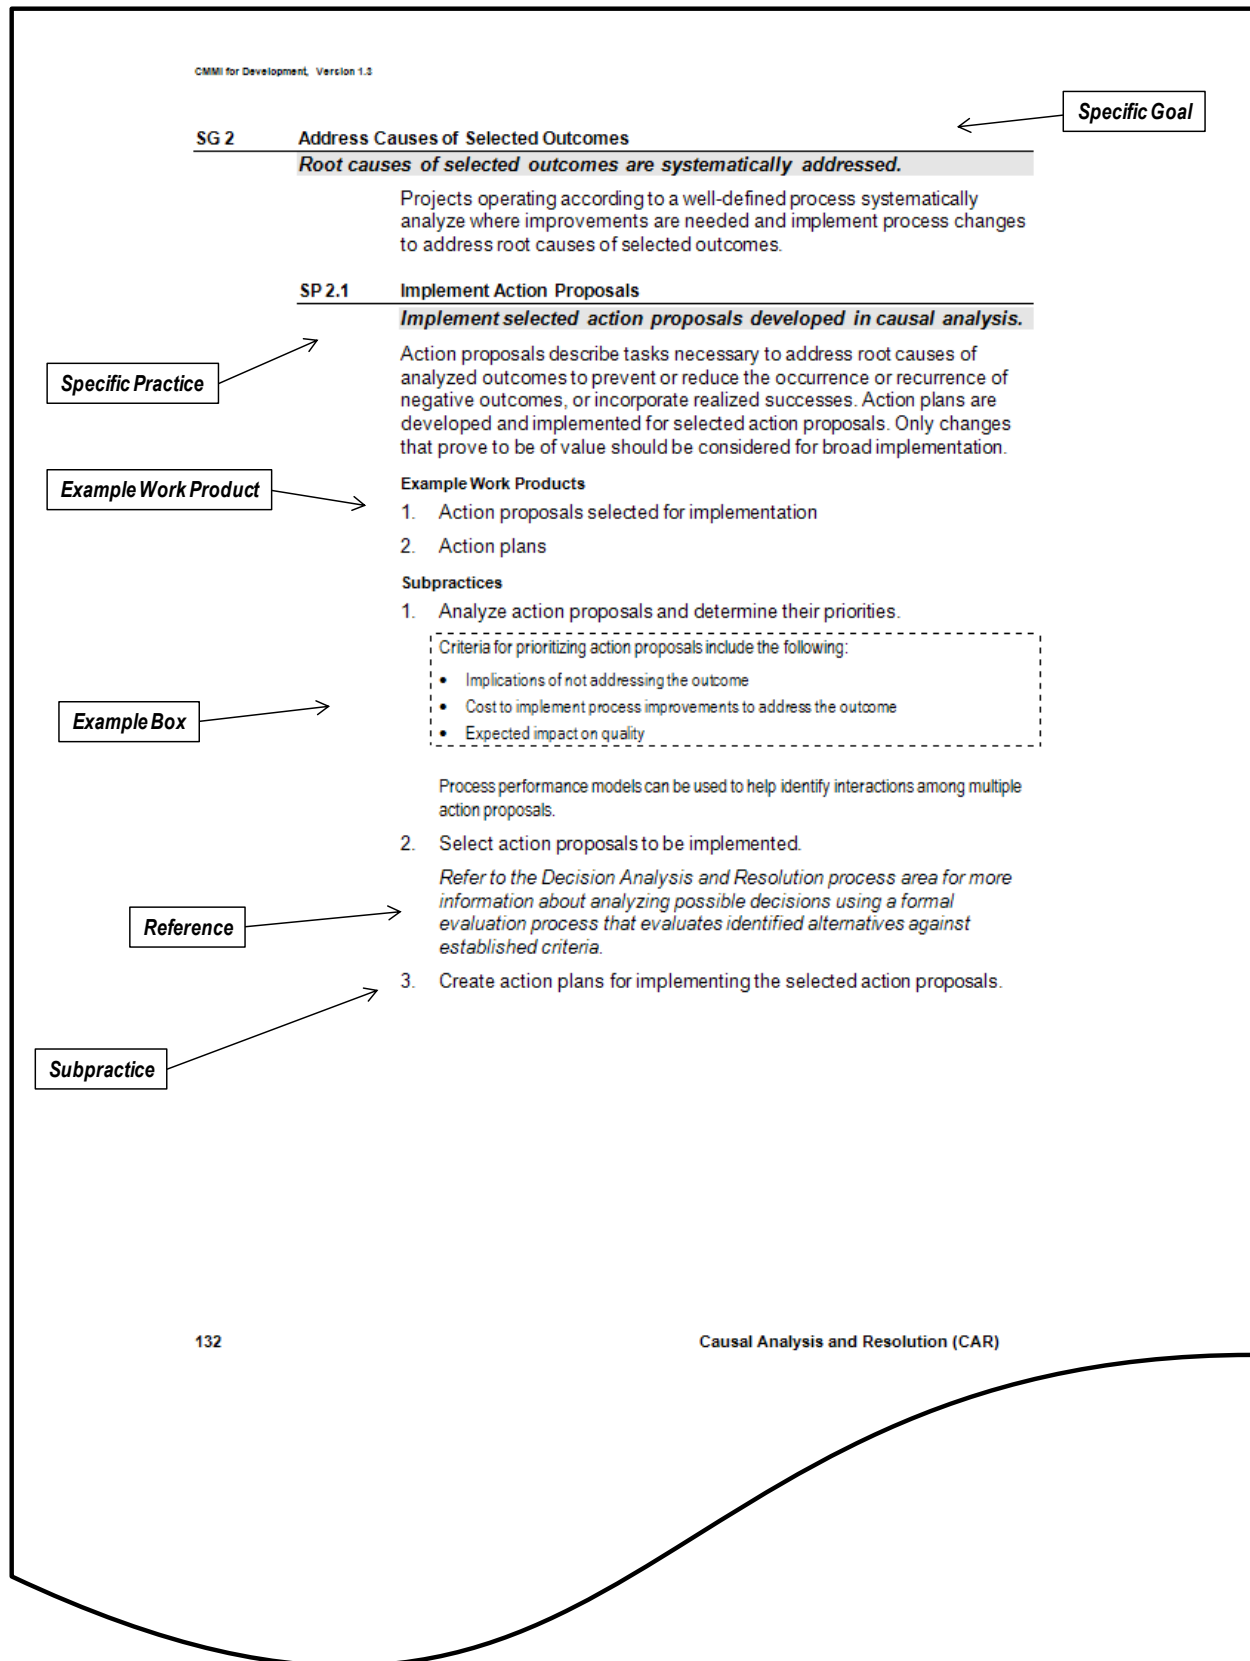 CMMI for Development, Version 1.3
Specific Goal
SG 2 Address Causes of Selected Outcomes
Root causes of selected outcomes are systematically addressed.
Projects operating according to a well-defined process systematically
analyze where improvements are needed and implement process changes
to address root causes of selected outcomes.
SP 2.1 Implement Action Proposals
Implement selected action proposals developed in causal analysis.
Specific Practice
Action proposals describe tasks necessary to address root causes of
analyzed outcomes to prevent or reduce the occurrence or recurrence of
negative outcomes, or incorporate realized successes. Action plans are
developed and implemented for selected action proposals. Only changes
that prove to be of value should be considered for broad implementation.
Example Work Product
Example Work Products
1. Action proposals selected for implementation
2. Action plans
Subpractices
1. Analyze action proposals and determine their priorities.
Example Box
Criteria for prioritizing action proposals include the following:
• Implications of not addressing the outcome
• Cost to implement process improvements to address the outcome
• Expected impact on quality
Process performance models can be used to help identify interactions among multiple
action proposals.
2. Select action proposals to be implemented.
Reference
Refer to the Decision Analysis and Resolution process area for more
information about analyzing possible decisions using a formal
evaluation process that evaluates identified alternatives against
established criteria.
3. Create action plans for implementing the selected action proposals.
Subpractice
132 Causal Analysis and Resolution (CAR)